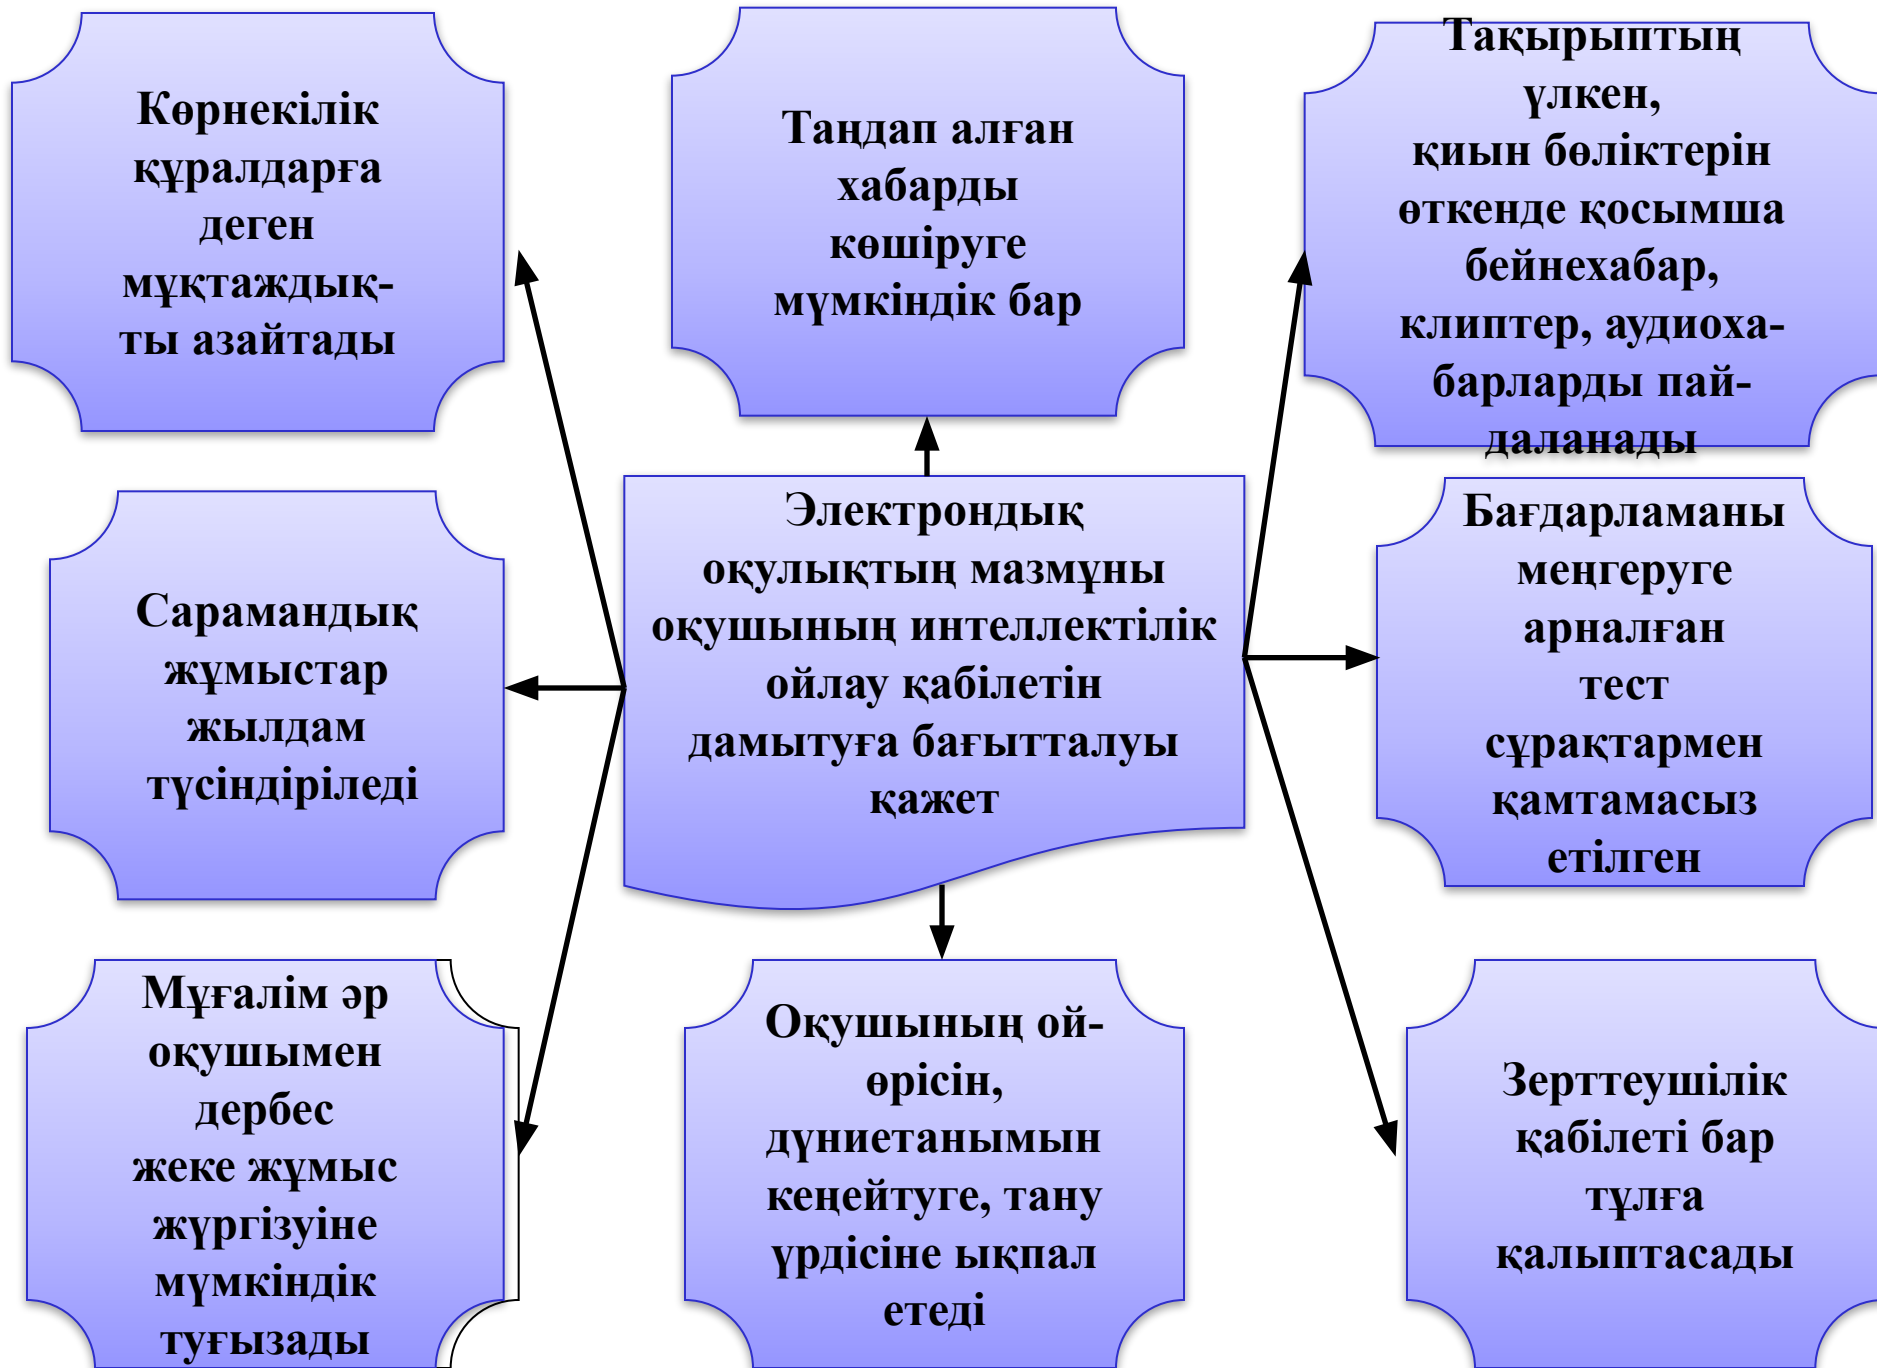 Көрнекілік
құралдарға
деген
мұқтаждық-
ты азайтады
Таңдап алған
хабарды
көшіруге
мүмкіндік бар
Тақырыптың
үлкен,
қиын бөліктерін
өткенде қосымша
бейнехабар,
клиптер, аудиоха-
барларды пай-
даланады
Сарамандық
жұмыстар
жылдам
түсіндіріледі
Электрондық
оқулықтың мазмұны
оқушының интеллектілік
ойлау қабілетін
дамытуға бағытталуы
қажет
Бағдарламаны
меңгеруге
арналған
тест
сұрақтармен
қамтамасыз
етілген
Мұғалім әр
оқушымен
дербес
жеке жұмыс
жүргізуіне
мүмкіндік
туғызады
Оқушының ой-
өрісін,
дүниетанымын
кеңейтуге, тану
үрдісіне ықпал
етеді
Зерттеушілік
қабілеті бар
тұлға
қалыптасады